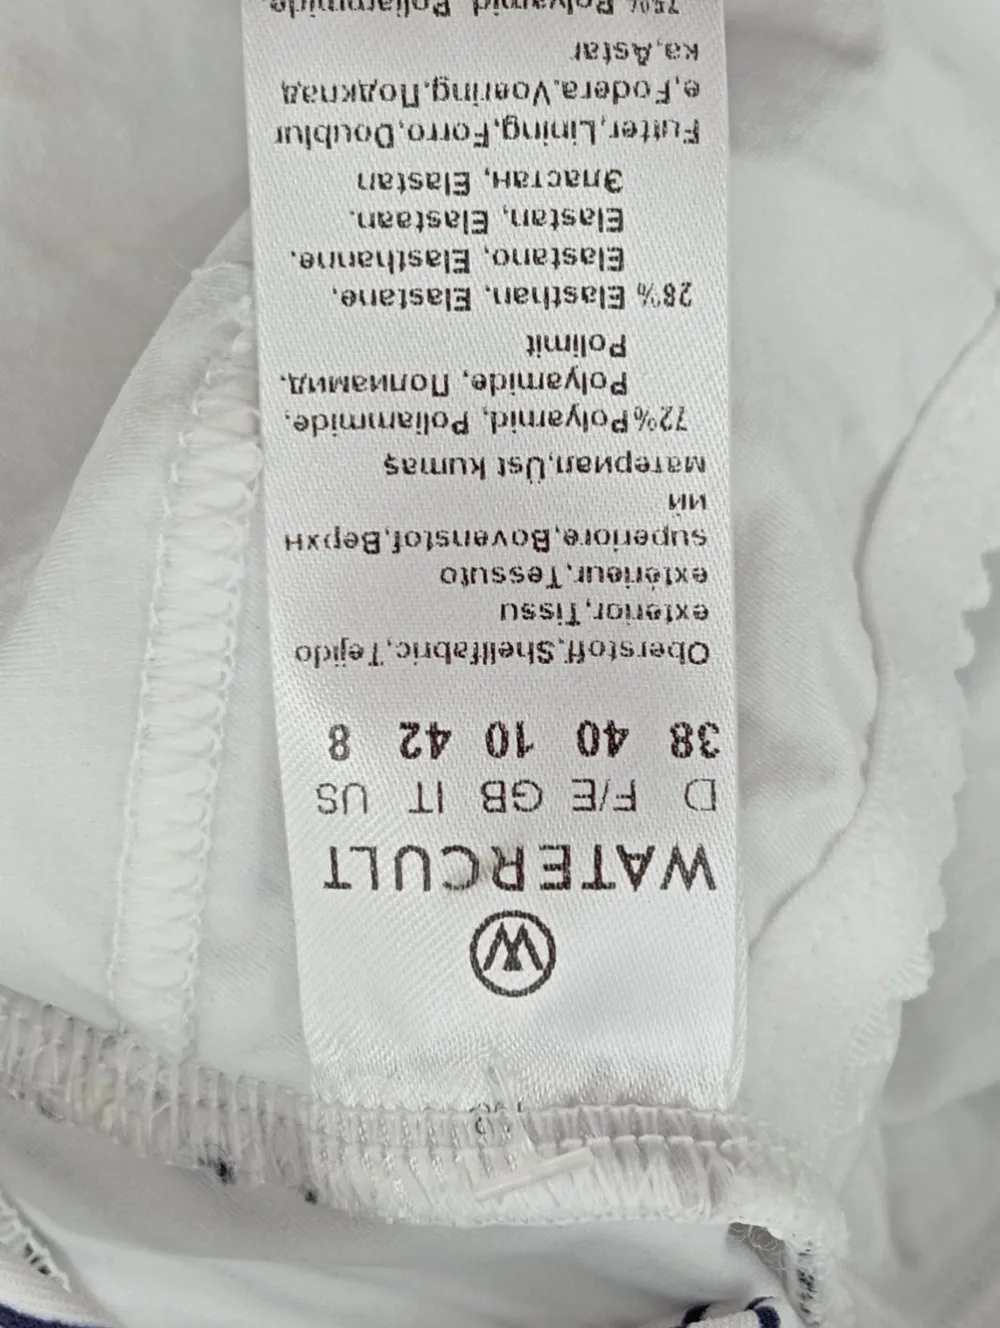 W
WATERCULT
D F/E GB IT US
38 40 10 42 8
Oberstoff,Shellfabric,Tejido
exterior,Tissu
extérieur,Tessuto
superiore,Bovenstof,Верхн
ий
материал,Üst kumaş
72% Polyamid, Poliammide,
Polyamide, Полиамид,
Polimit
28% Elasthan, Elastane,
Elastano, Elasthanne,
Elastan, Elastaan,
Эластан, Elastan
Futter,Lining,Forro,Doublur
e,Fodera,Voering,Подклад
ка,Astar
75% Polyamid, Poliammide,